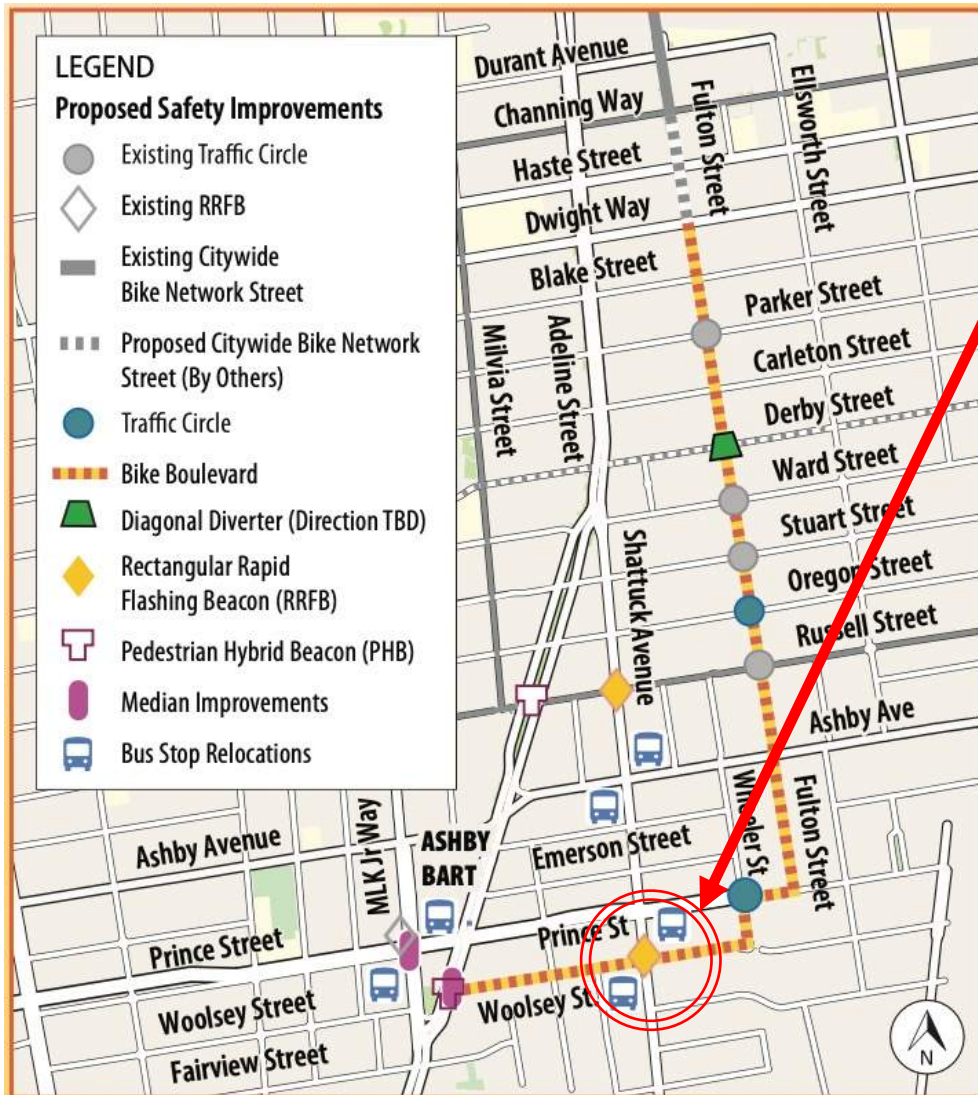 LEGEND
Proposed Safety Improvements
Existing Traffic Circle
Existing RRFB
Existing Citywide
Bike Network Street
Proposed Citywide Bike Network
Street (By Others)
Traffic Circle
Bike Boulevard
Diagonal Diverter (Direction TBD)
Rectangular Rapid
Flashing Beacon (RRFB)
Pedestrian Hybrid Beacon (PHB)
Median Improvements
Bus Stop Relocations
Durant Avenue
Channing Way
Haste Street
Dwight Way
Blake Street
Fulton Street
Ellsworth Street
Parker Street
Carleton Street
Derby Street
Ward Street
Stuart Street
Oregon Street
Russell Street
Milvia Street
Adeline Street
Shattuck Avenue
Ashby Ave
Wheeler St
Fulton Street
Emerson Street
Ashby Avenue
MLK Jr Way
ASHBY
BART
Prince St
Prince Street
Woolsey St.
Woolsey Street
Fairview Street
N